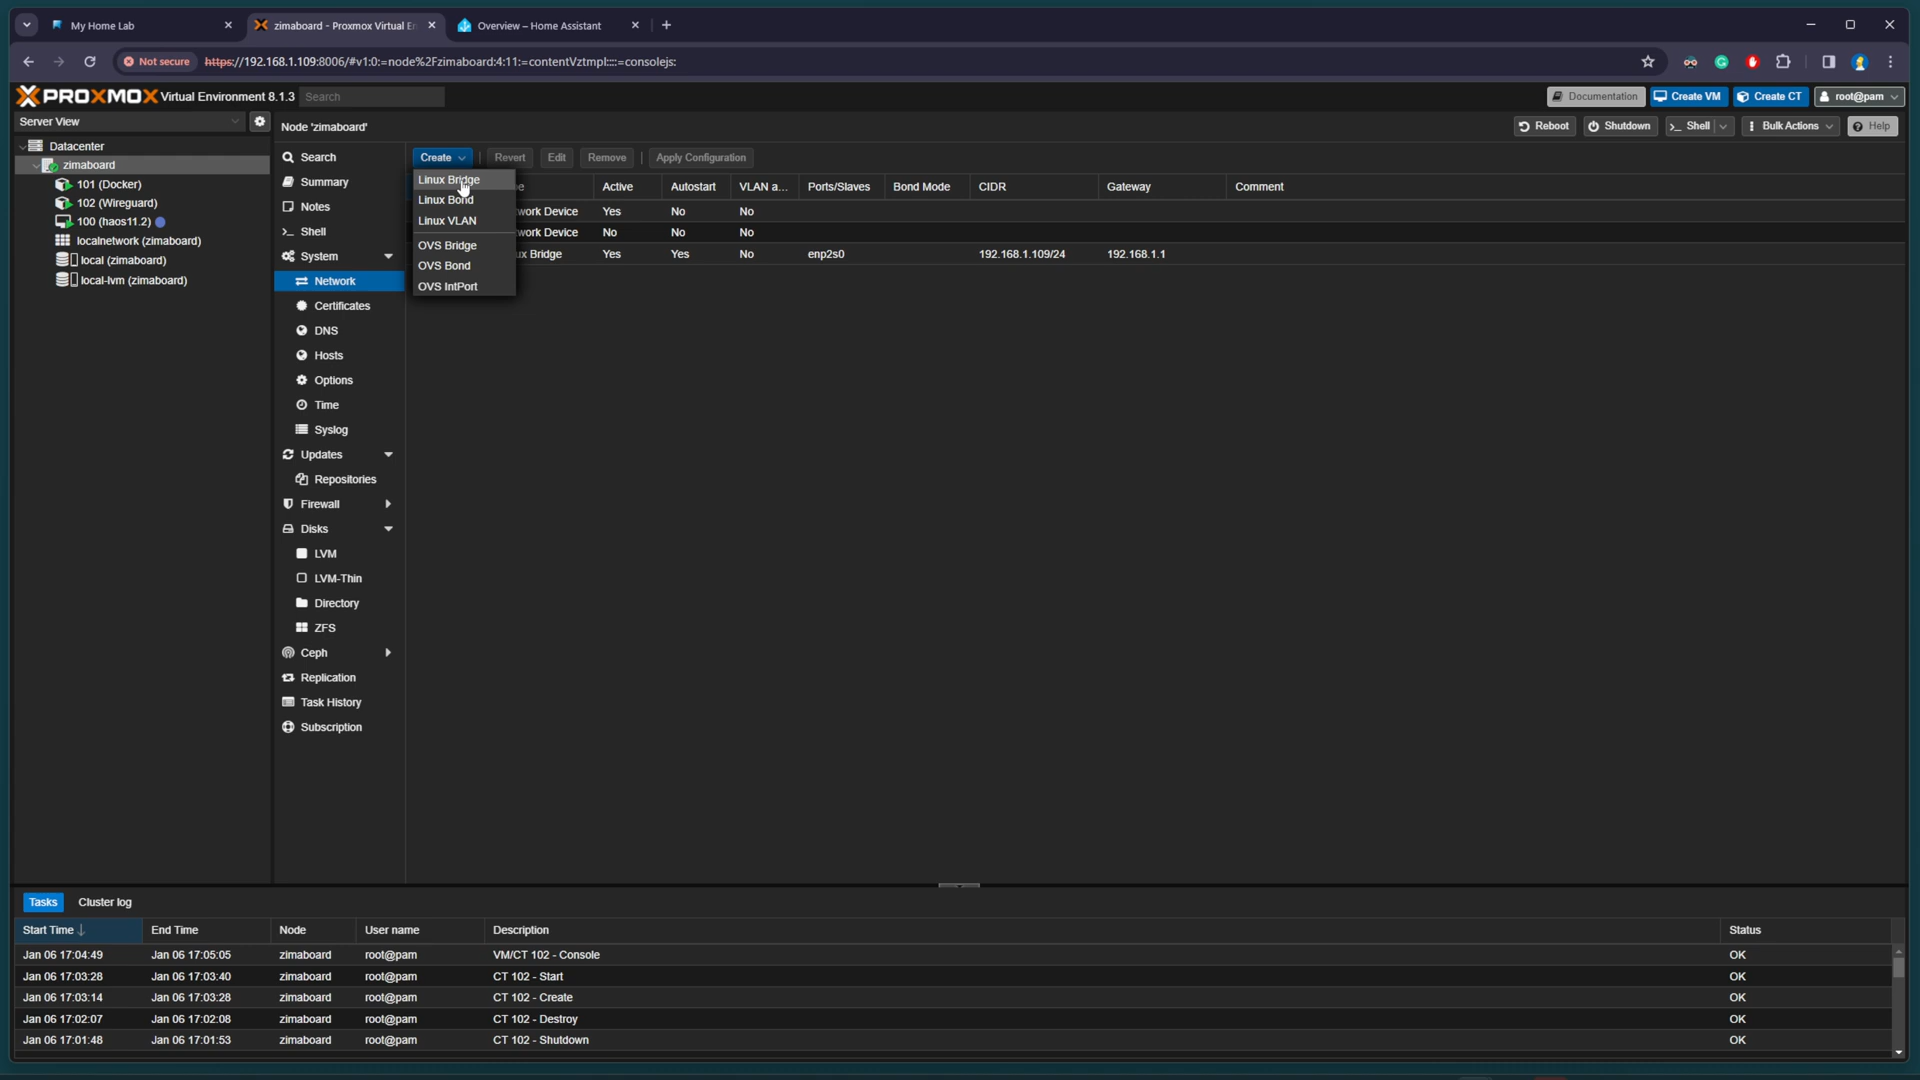 My Home Lab
zimaboard - Proxmox Virtual En
Overview – Home Assistant
Not secure
https://192.168.1.109:8006/#v1:0:=node%2Fzimaboard:4:11:=contentVztmpl::::=consolejs:
PROXMOX Virtual Environment 8.1.3
Search
Documentation
Create VM
Create CT
root@pam
Server View
Node 'zimaboard'
Reboot
Shutdown
Shell
Bulk Actions
Help
Datacenter
zimaboard
101 (Docker)
102 (Wireguard)
100 (haos11.2)
localnetwork (zimaboard)
local (zimaboard)
local-lvm (zimaboard)
Search
Summary
Notes
Shell
System
Network
Certificates
DNS
Hosts
Options
Time
Syslog
Updates
Repositories
Firewall
Disks
LVM
LVM-Thin
Directory
ZFS
Ceph
Replication
Task History
Subscription
Create
Revert
Edit
Remove
Apply Configuration
Linux Bridge
Linux Bond
Linux VLAN
OVS Bridge
OVS Bond
OVS IntPort
e Active Autostart VLAN a... Ports/Slaves Bond Mode CIDR Gateway Comment
work Device Yes No No
work Device No No No
ux Bridge Yes Yes No enp2s0 192.168.1.109/24 192.168.1.1
Tasks
Cluster log
Start Time End Time Node User name Description Status
Jan 06 17:04:49 Jan 06 17:05:05 zimaboard root@pam VM/CT 102 - Console OK
Jan 06 17:03:28 Jan 06 17:03:40 zimaboard root@pam CT 102 - Start OK
Jan 06 17:03:14 Jan 06 17:03:28 zimaboard root@pam CT 102 - Create OK
Jan 06 17:02:07 Jan 06 17:02:08 zimaboard root@pam CT 102 - Destroy OK
Jan 06 17:01:48 Jan 06 17:01:53 zimaboard root@pam CT 102 - Shutdown OK